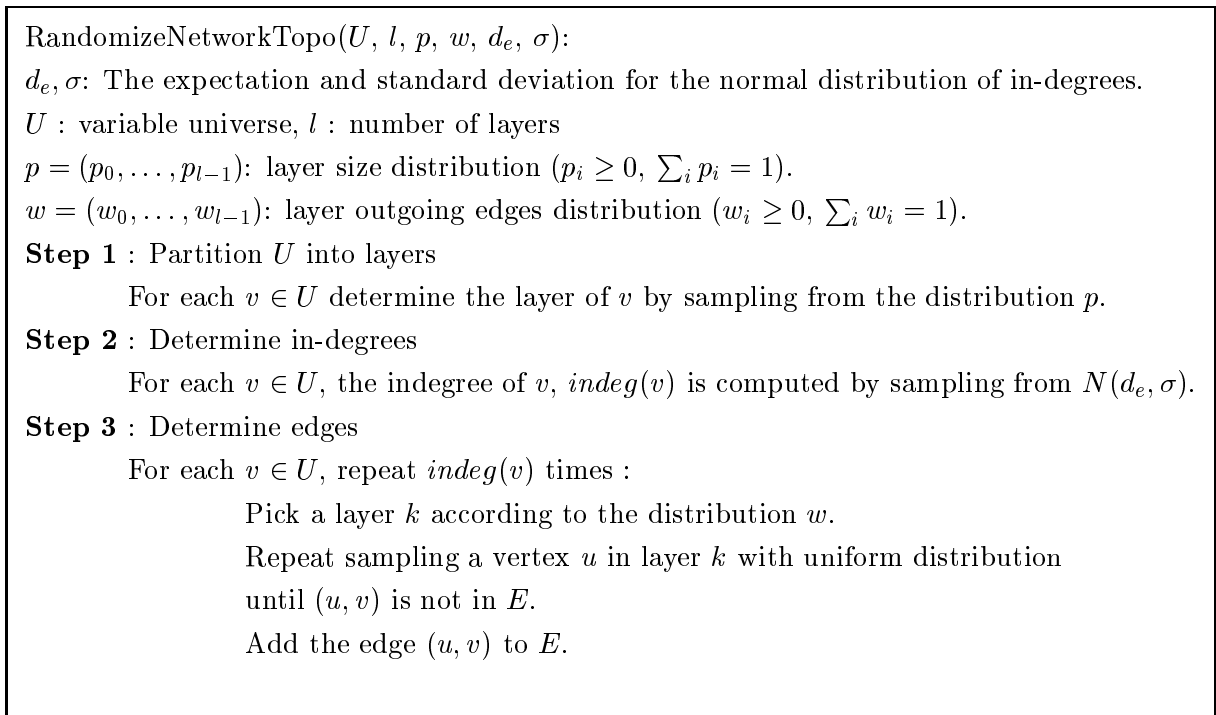 RandomizeNetworkTopo(U, l, p, w, d_e, σ):
d_e, σ: The expectation and standard deviation for the normal distribution of in-degrees.
U : variable universe, l : number of layers
p = (p_0, . . . , p_{l−1}): layer size distribution (p_i ≥ 0, ∑_i p_i = 1).
w = (w_0, . . . , w_{l−1}): layer outgoing edges distribution (w_i ≥ 0, ∑_i w_i = 1).
Step 1 : Partition U into layers
For each v ∈ U determine the layer of v by sampling from the distribution p.
Step 2 : Determine in-degrees
For each v ∈ U, the indegree of v, indeg(v) is computed by sampling from N(d_e, σ).
Step 3 : Determine edges
For each v ∈ U, repeat indeg(v) times :
Pick a layer k according to the distribution w.
Repeat sampling a vertex u in layer k with uniform distribution
until (u, v) is not in E.
Add the edge (u, v) to E.